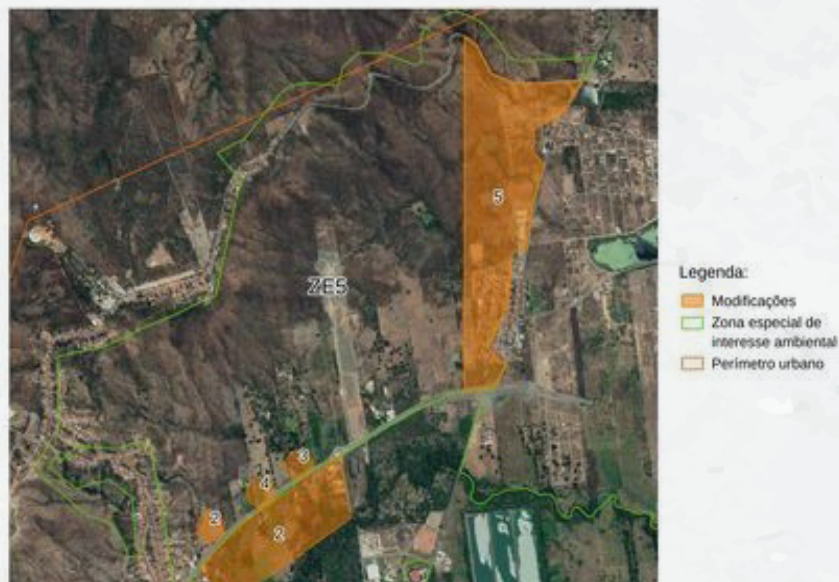 5
ZE5
3
4
2
2
Legenda:
Modificações
Zona especial de
interesse ambiental
Perímetro urbano